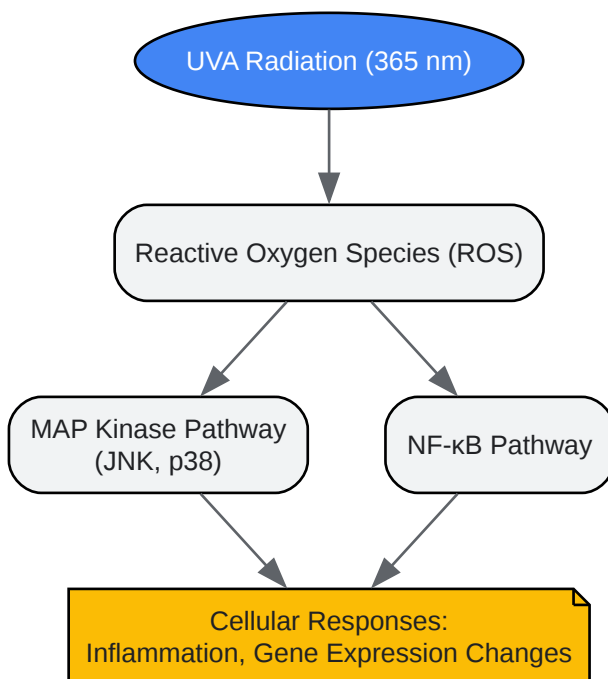 UVA Radiation (365 nm)
Reactive Oxygen Species (ROS)
MAP Kinase Pathway
(JNK, p38)
NF-κB Pathway
Cellular Responses:
Inflammation, Gene Expression Changes